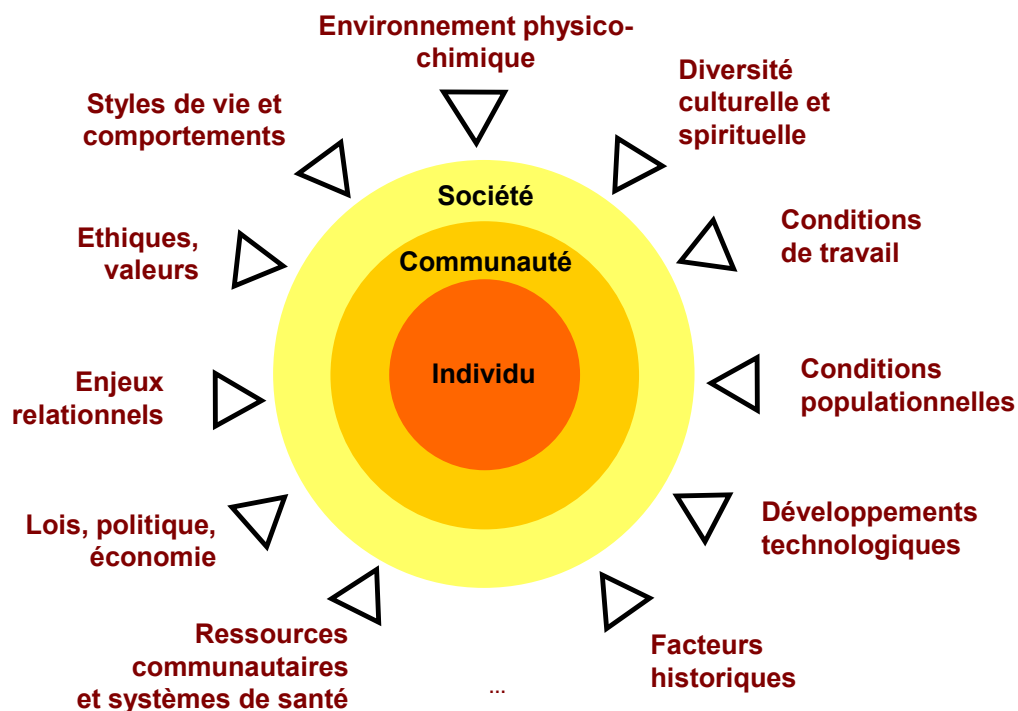 Environnement physico-
chimique
Diversité
culturelle et
spirituelle
Styles de vie et
comportements
Société
Conditions
de travail
Ethiques,
valeurs
Communauté
Individu
Enjeux
relationnels
Conditions
populationnelles
Lois, politique,
économie
Développements
technologiques
Ressources
communautaires
et systèmes de santé
...
Facteurs
historiques